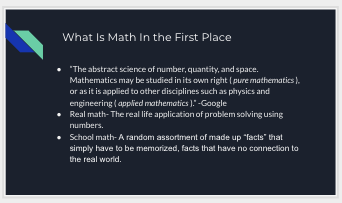 What Is Math In the First Place
● "The abstract science of number, quantity, and space.
Mathematics may be studied in its own right ( pure mathematics ),
or as it is applied to other disciplines such as physics and
engineering ( applied mathematics )." -Google
● Real math- The real life application of problem solving using
numbers.
● School math- A random assortment of made up “facts” that
simply have to be memorized, facts that have no connection to
the real world.